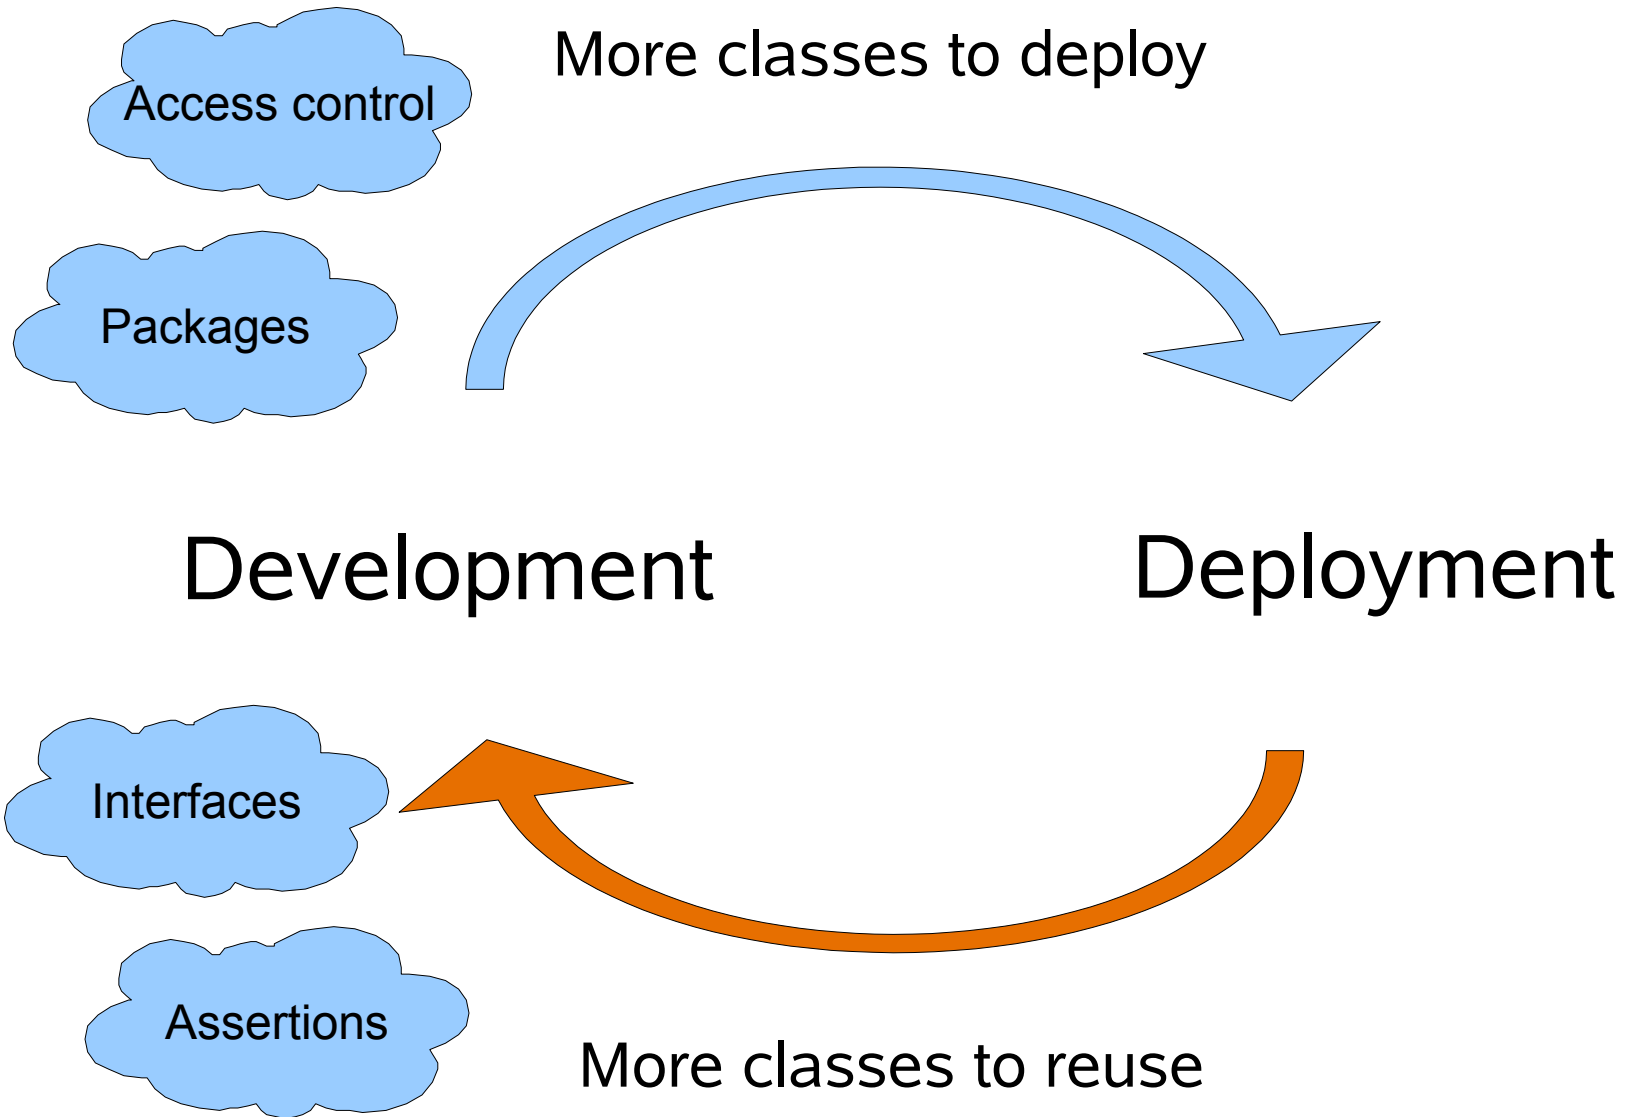 More classes to deploy
Access control
Packages
Development
Deployment
Interfaces
Assertions
More classes to reuse